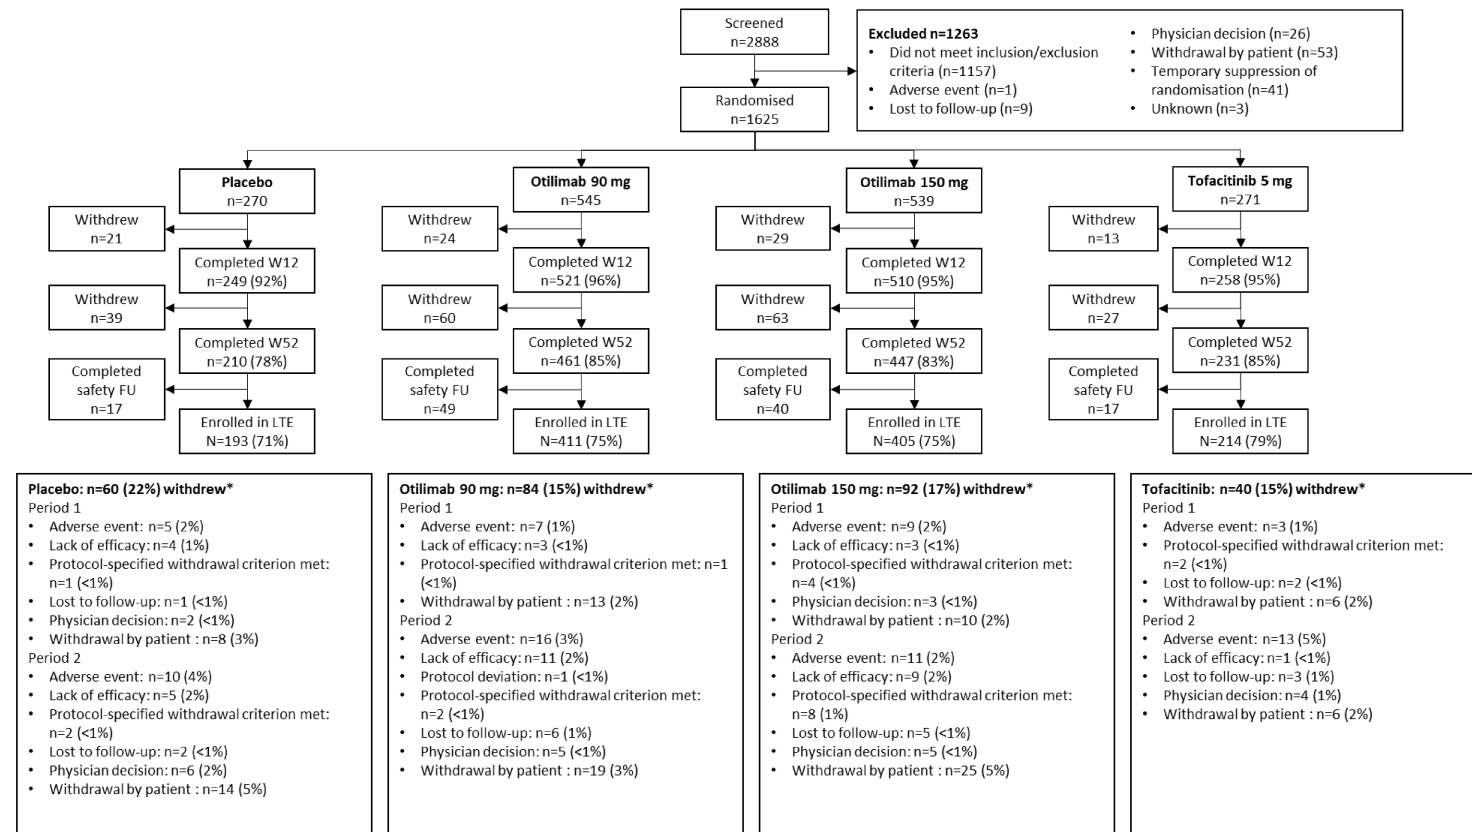 Screened
n=2888
Excluded n=1263
• Did not meet inclusion/exclusion
criteria (n=1157)
• Adverse event (n=1)
• Lost to follow-up (n=9)
• Physician decision (n=26)
• Withdrawal by patient (n=53)
• Temporary suppression of
randomisation (n=41)
• Unknown (n=3)
Randomised
n=1625
Placebo
n=270
Withdrew
n=21
Completed W12
n=249 (92%)
Withdrew
n=39
Completed W52
n=210 (78%)
Completed
safety FU
n=17
Enrolled in LTE
N=193 (71%)
Otilimab 90 mg
n=545
Withdrew
n=24
Completed W12
n=521 (96%)
Withdrew
n=60
Completed W52
n=461 (85%)
Completed
safety FU
n=49
Enrolled in LTE
N=411 (75%)
Otilimab 150 mg
n=539
Withdrew
n=29
Completed W12
n=510 (95%)
Withdrew
n=63
Completed W52
n=447 (83%)
Completed
safety FU
n=40
Enrolled in LTE
N=405 (75%)
Tofacitinib 5 mg
n=271
Withdrew
n=13
Completed W12
n=258 (95%)
Withdrew
n=27
Completed W52
n=231 (85%)
Completed
safety FU
n=17
Enrolled in LTE
N=214 (79%)
Placebo: n=60 (22%) withdrew*
Period 1
• Adverse event: n=5 (2%)
• Lack of efficacy: n=4 (1%)
• Protocol-specified withdrawal criterion met:
n=1 (<1%)
• Lost to follow-up: n=1 (<1%)
• Physician decision: n=2 (<1%)
• Withdrawal by patient : n=8 (3%)
Period 2
• Adverse event: n=10 (4%)
• Lack of efficacy: n=5 (2%)
• Protocol-specified withdrawal criterion met:
n=2 (<1%)
• Lost to follow-up: n=2 (<1%)
• Physician decision: n=6 (2%)
• Withdrawal by patient : n=14 (5%)
Otilimab 90 mg: n=84 (15%) withdrew*
Period 1
• Adverse event: n=7 (1%)
• Lack of efficacy: n=3 (<1%)
• Protocol-specified withdrawal criterion met: n=1
(<1%)
• Withdrawal by patient : n=13 (2%)
Period 2
• Adverse event: n=16 (3%)
• Lack of efficacy: n=11 (2%)
• Protocol deviation: n=1 (<1%)
• Protocol-specified withdrawal criterion met:
n=2 (<1%)
• Lost to follow-up: n=6 (1%)
• Physician decision: n=5 (<1%)
• Withdrawal by patient : n=19 (3%)
Otilimab 150 mg: n=92 (17%) withdrew*
Period 1
• Adverse event: n=9 (2%)
• Lack of efficacy: n=3 (<1%)
• Protocol-specified withdrawal criterion met:
n=4 (<1%)
• Physician decision: n=3 (<1%)
• Withdrawal by patient : n=10 (2%)
Period 2
• Adverse event: n=11 (2%)
• Lack of efficacy: n=9 (2%)
• Protocol-specified withdrawal criterion met:
n=8 (1%)
• Lost to follow-up: n=5 (<1%)
• Physician decision: n=5 (<1%)
• Withdrawal by patient : n=25 (5%)
Tofacitinib: n=40 (15%) withdrew*
Period 1
• Adverse event: n=3 (1%)
• Protocol-specified withdrawal criterion met:
n=2 (<1%)
• Lost to follow-up: n=2 (<1%)
• Withdrawal by patient : n=6 (2%)
Period 2
• Adverse event: n=13 (5%)
• Lack of efficacy: n=1 (<1%)
• Lost to follow-up: n=3 (1%)
• Physician decision: n=4 (1%)
• Withdrawal by patient : n=6 (2%)